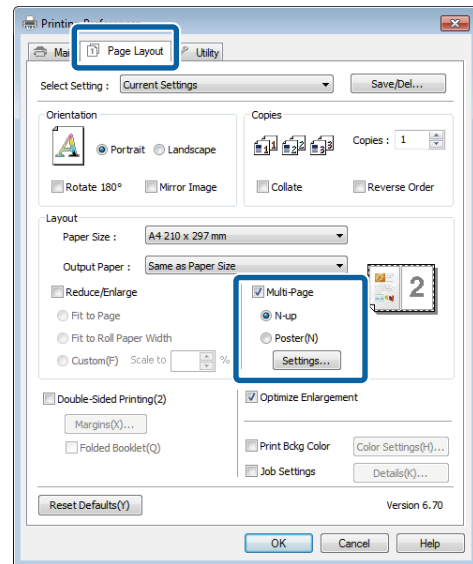 Printing Preferences
Mai
Page Layout
Utility
Select Setting : Current Settings
Save/Del...
Orientation
Copies
A
Portrait Landscape
Copies : 1
Rotate 180° Mirror Image
Collate Reverse Order
Layout
Paper Size : A4 210 x 297 mm
Output Paper : Same as Paper Size
Reduce/Enlarge
Multi-Page
2
Fit to Page
N-up
Fit to Roll Paper Width
Poster(N)
Custom(F) Scale to %
Settings...
Double-Sided Printing(2)
Optimize Enlargement
Margins(X)...
Folded Booklet(Q)
Print Bckg Color Color Settings(H)...
Job Settings Details(K)...
Reset Defaults(Y)
Version 6.70
OK Cancel Help